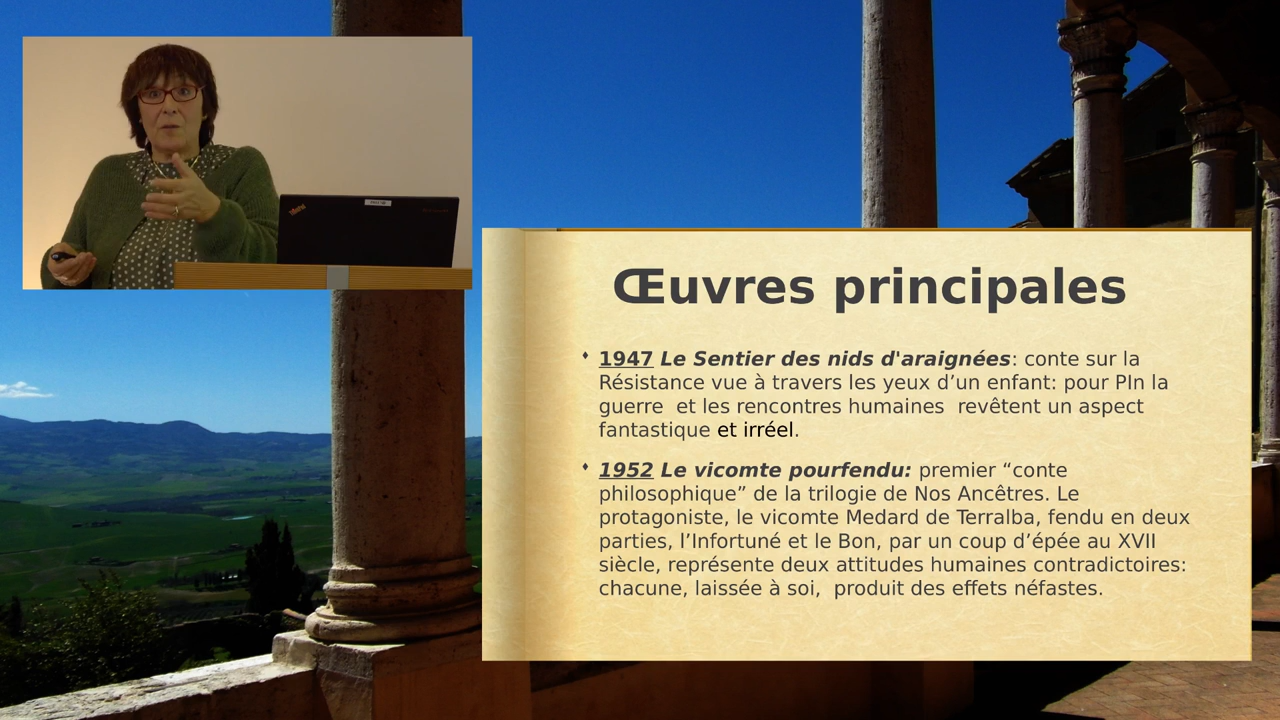 Œuvres principales
1947 Le Sentier des nids d'araignées: conte sur la
Résistance vue à travers les yeux d’un enfant: pour PIn la
guerre et les rencontres humaines revêtent un aspect
fantastique et irréel.
1952 Le vicomte pourfendu: premier “conte
philosophique” de la trilogie de Nos Ancêtres. Le
protagoniste, le vicomte Medard de Terralba, fendu en deux
parties, l’Infortuné et le Bon, par un coup d’épée au XVII
siècle, représente deux attitudes humaines contradictoires:
chacune, laissée à soi, produit des effets néfastes.